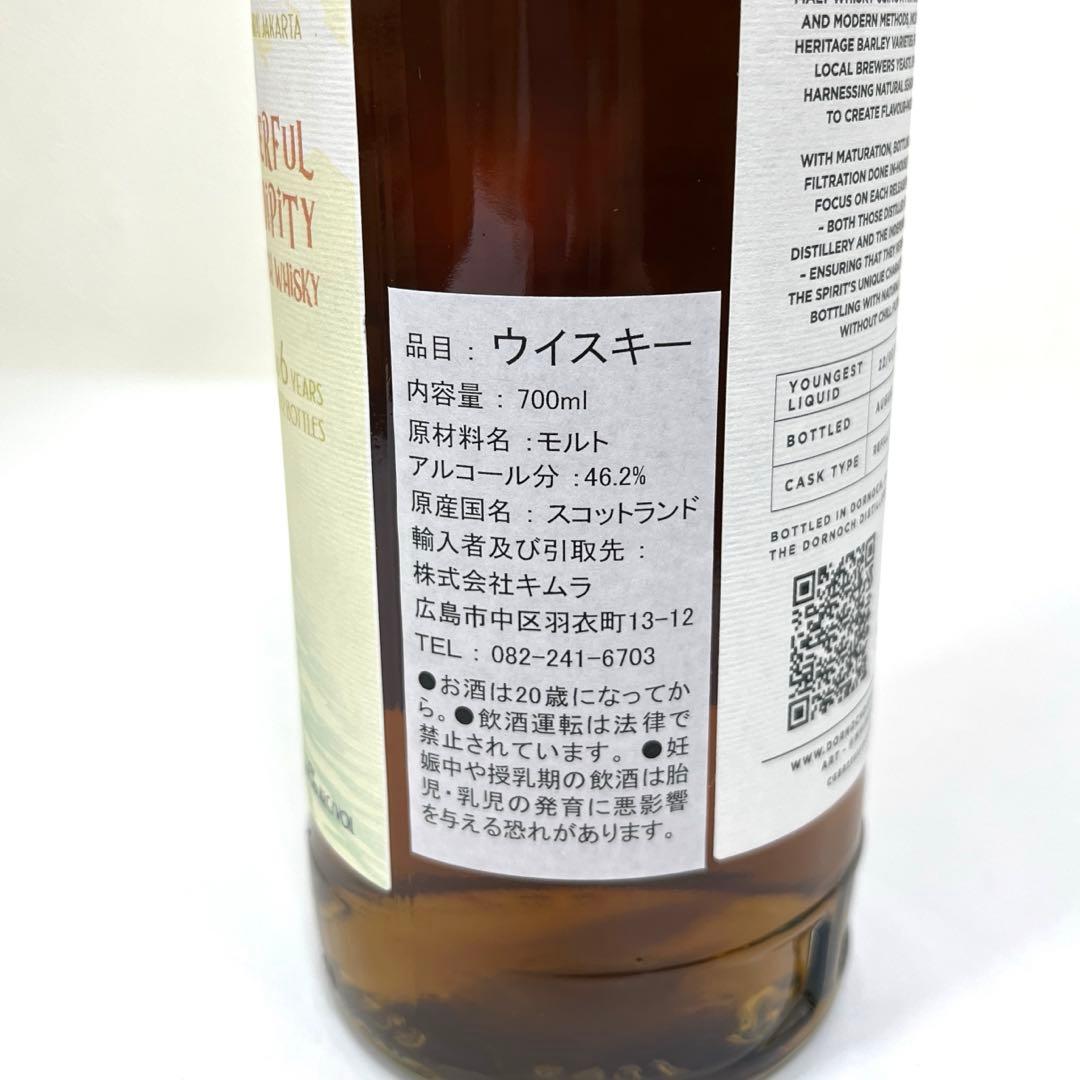 JAKARTA
WHISKY
6 YEARS
BOTTLES
品目 : ウイスキー
内容量 : 700ml
原材料名 :モルト
アルコール分 :46.2%
原産国名 : スコットランド
輸入者及び引取先 :
株式会社キムラ
広島市中区羽衣町13-12
TEL : 082-241-6703
●お酒は20歳になってか
ら。●飲酒運転は法律で
禁止されています。 ●妊
娠中や授乳期の飲酒は胎
児・乳児の発育に悪影響
を与える恐れがあります。
AND MODERN METHODS,
HERITAGE BARLEY VARIETIES,
LOCAL BREWERS YEAST,
HARNESSING NATURAL
TO CREATE
WITH MATURATION,
FILTRATION DONE
FOCUS ON EACH
– BOTH THOSE
DISTILLERY AND THE
– ENSURING THAT THEY
THE SPIRIT'S UNIQUE
BOTTLING WITH
WITHOUT CHILL
YOUNGEST
LIQUID
BOTTLED
CASK TYPE
BOTTLED IN DORNOCH
THE DORNOCH
ART –